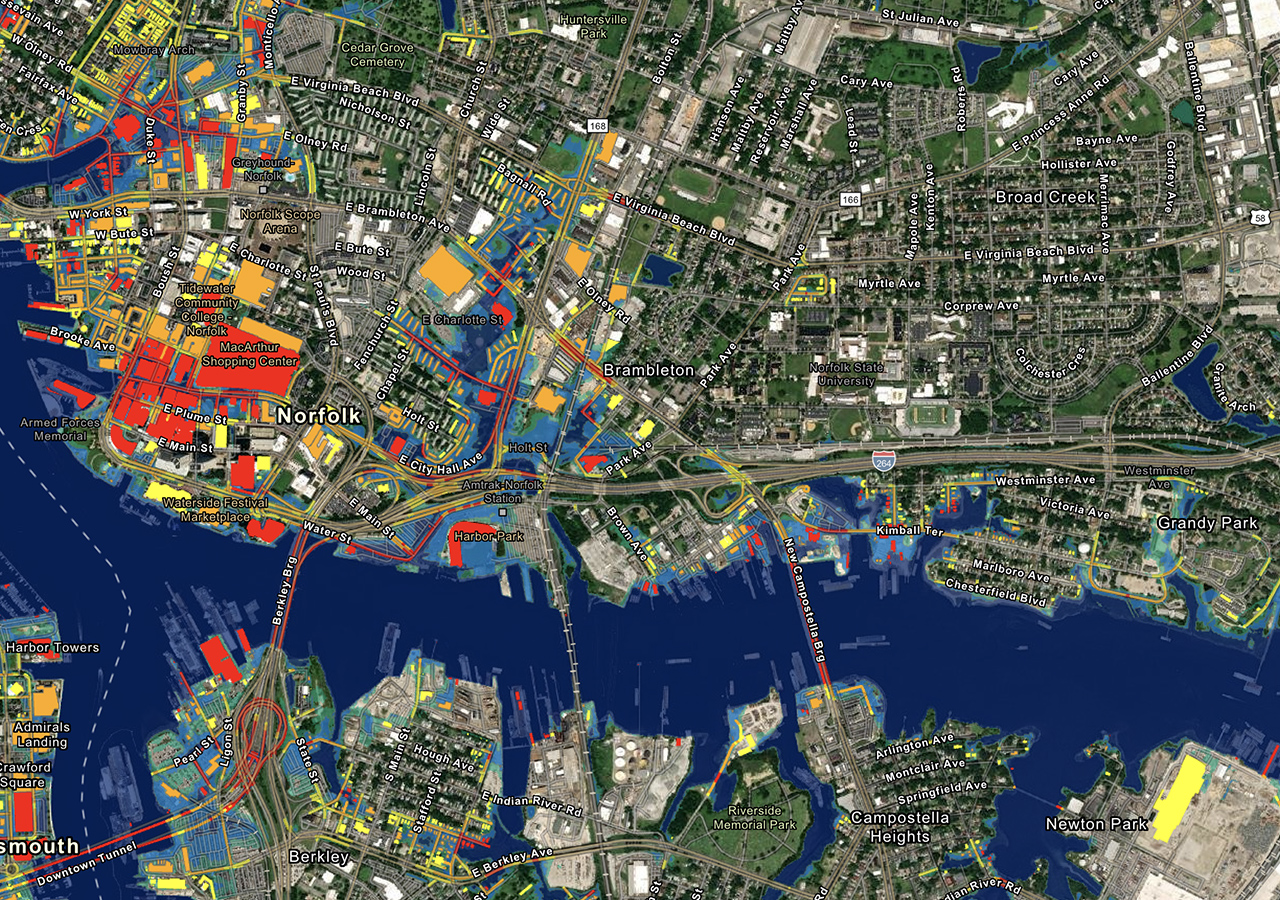 St Julian Ave
Huntersville
Park
Maltby Av
Monticello A
W Olney Rd
Mowbray Arch
Cedar Grove
Cemetery
Bolton St
Ballentine Blvd
Cary Ave
Cary Ave
Fairfax Ave
Granby St
E Virginia Beach Blvd
Church St
Hanson Ave
Maltby Ave
Reservoir Ave
Marshall Ave
Roberts Rd
E Princess Anne Rd
Nicholson St
Wide St
168
Lead St
Duke St
E Olney Rd
Bayne Ave
Hollister Ave
Godfrey Ave
Greyhound-
Norfolk
Lincoln St
Bagnall Rd
166
Mapole Ave
Kenton Ave
Broad Creek
Merrimac Ave
W York St
Norfolk Scope
Arena
E Brambleton Ave
E Virginia Beach Blvd
58
W Bute St
E Bute St
E Virginia Beach Blvd
Boush St
E Charlotte St
Wood St
Park Ave
Myrtle Ave
Myrtle Ave
Tidewater
Community
College -
Norfolk
St Pauls Blvd
E Olney Rd
Corprew Ave
E Charlotte St
Fenchurch St
Brooke Ave
MacArthur
Shopping Center
Ballentine Blvd
Chapel St
Brambleton
Park Ave
Norfolk State
University
Colchester Cres
Granite Arch
E Plume St
Norfolk
Holt St
Armed Forces
Memorial
E Main St
Holt St
Park Ave
E City Hall Ave
264
Amtrak-Norfolk
Station
Westminster
Ave
Westminster Ave
Waterside Festival
Marketplace
E Main St
Victoria Ave
Grandy Park
Water St
Harbor Park
Brown Ave
Kimball Ter
New Campostella Brg
Marlboro Ave
Chesterfield Blvd
Berkley Brg
Harbor Towers
Admirals
Landing
Pearl St
Ligon St
State St
S Main St
Hough Ave
Arlington Ave
Montclair Ave
Crawford
Square
Stafford St
Springfield Ave
E Indian River Rd
Riverside
Memorial Park
Campostella
Heights
Newton Park
smouth
Downtown Tunnel
Berkley
E Berkley Ave
dian River Rd